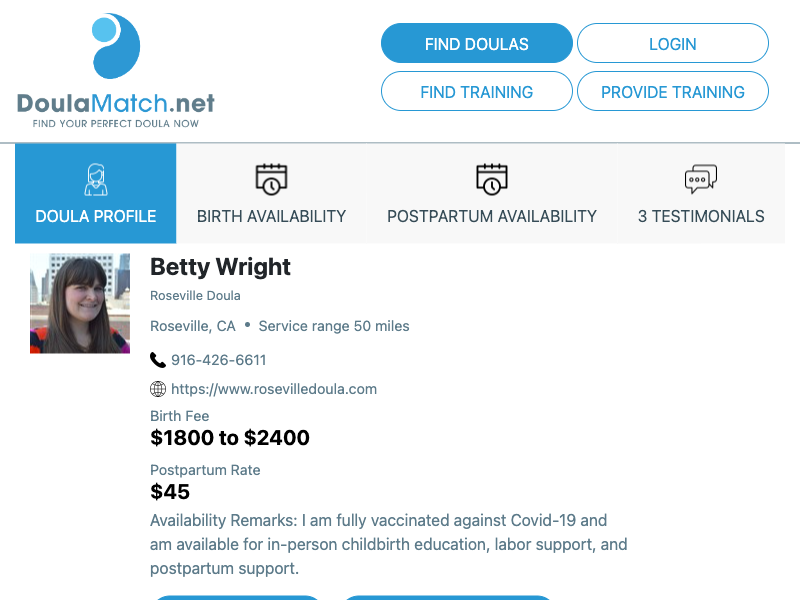 DoulaMatch.net
FIND YOUR PERFECT DOULA NOW
FIND DOULAS
LOGIN
FIND TRAINING
PROVIDE TRAINING
DOULA PROFILE
BIRTH AVAILABILITY
POSTPARTUM AVAILABILITY
3 TESTIMONIALS
Betty Wright
Roseville Doula
Roseville, CA • Service range 50 miles
916-426-6611
https://www.rosevilledoula.com
Birth Fee
$1800 to $2400
Postpartum Rate
$45
Availability Remarks: I am fully vaccinated against Covid-19 and
am available for in-person childbirth education, labor support, and
postpartum support.